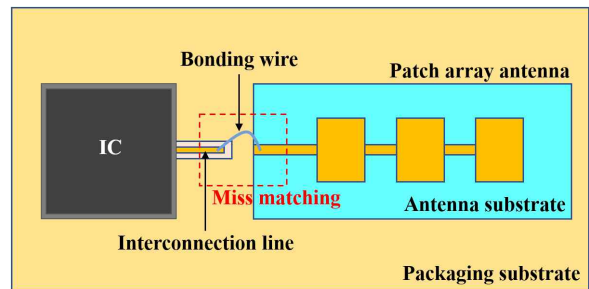 Bonding wire
Patch array antenna
IC
Miss matching
Antenna substrate
Interconnection line
Packaging substrate